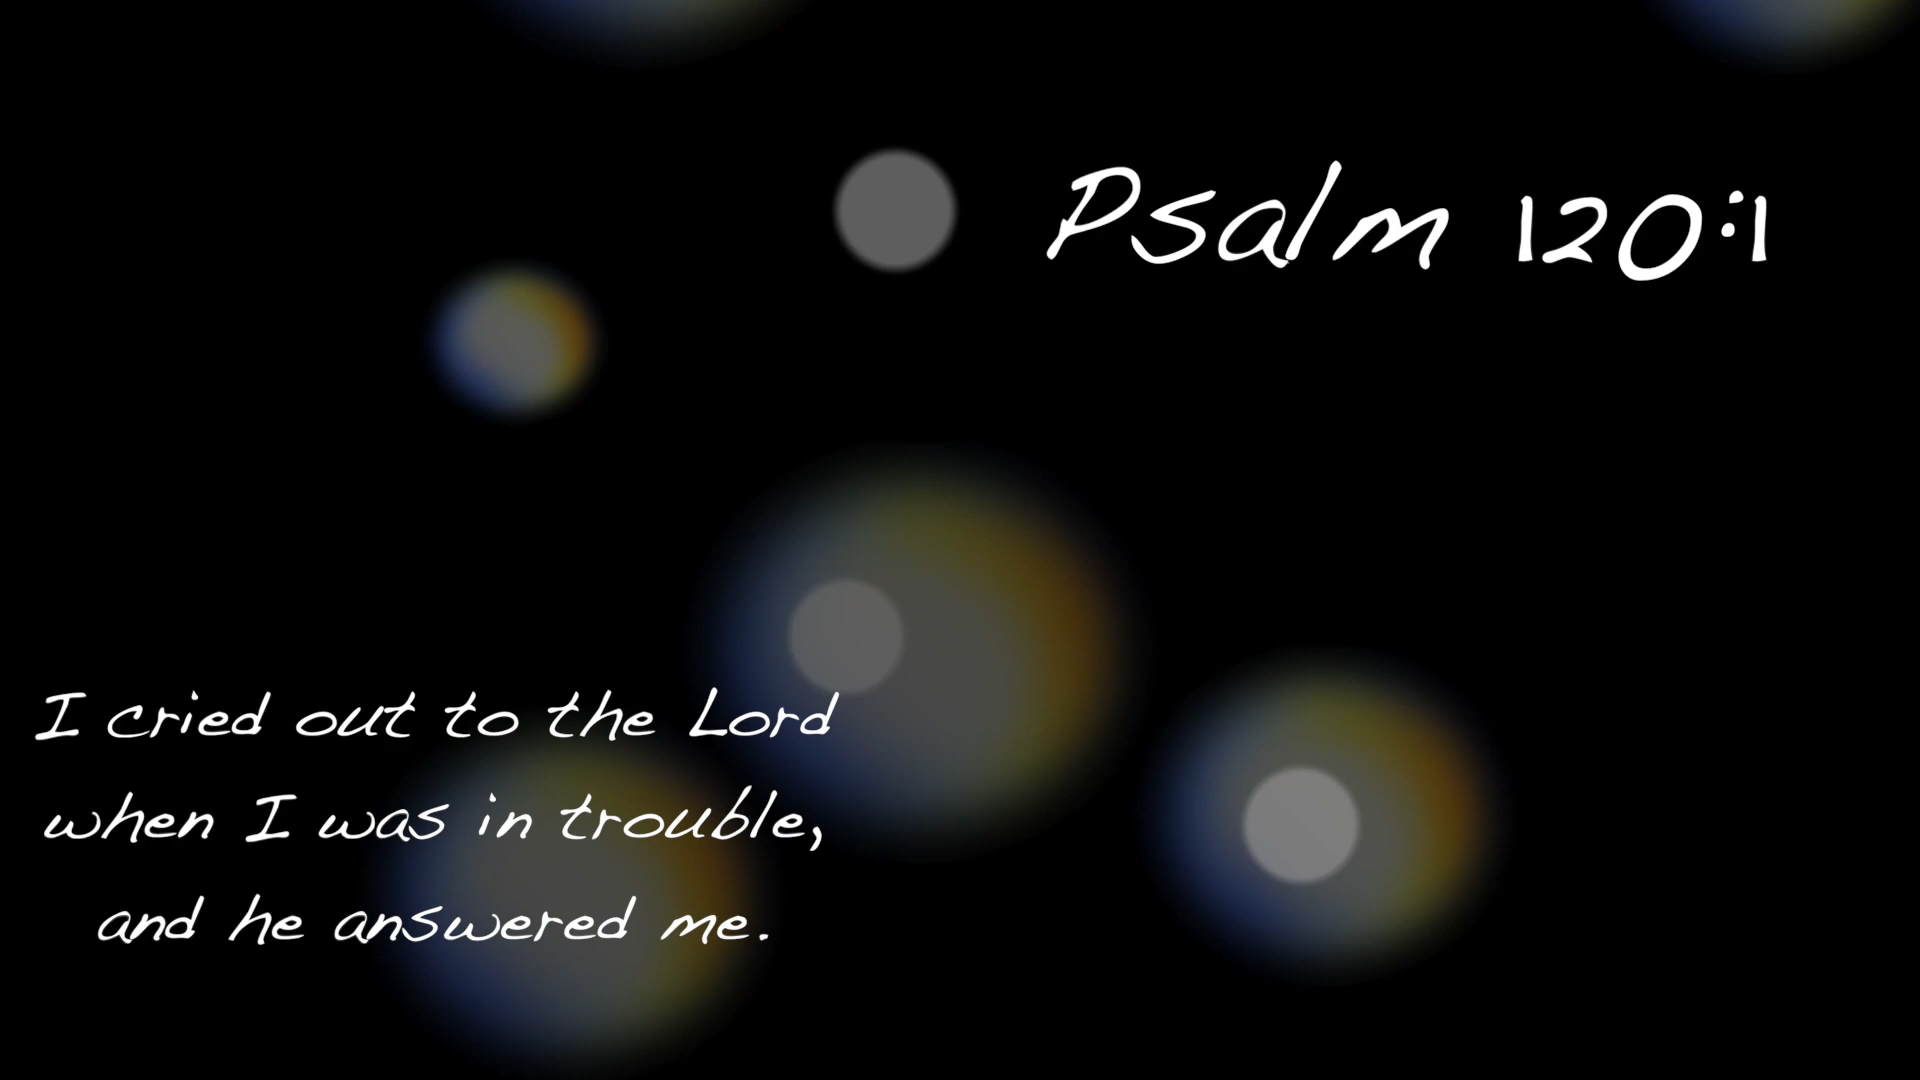 Psalm 120:1
I cried out to the Lord
when I was in trouble,
and he answered me.